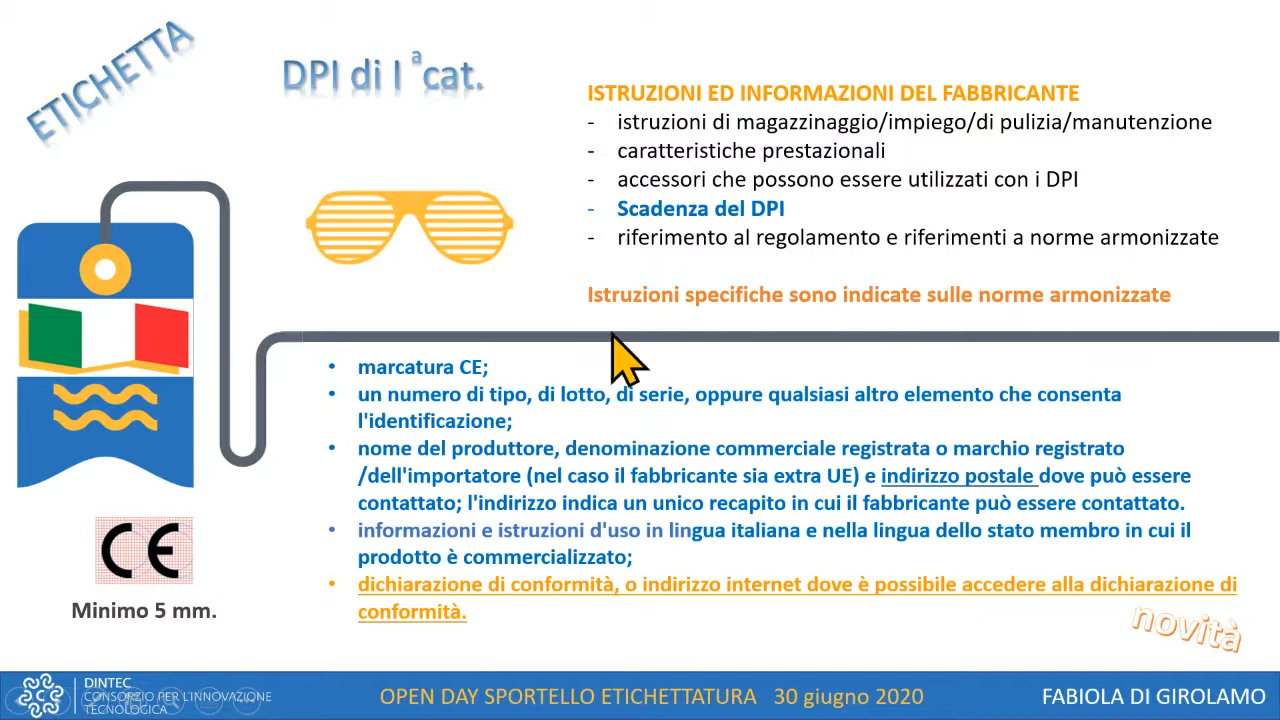 ETICHETTA
DPI di Iª cat.
ISTRUZIONI ED INFORMAZIONI DEL FABBRICANTE
- istruzioni di magazzinaggio/impiego/di pulizia/manutenzione
- caratteristiche prestazionali
- accessori che possono essere utilizzati con i DPI
- Scadenza del DPI
- riferimento al regolamento e riferimenti a norme armonizzate
Istruzioni specifiche sono indicate sulle norme armonizzate
• marcatura CE;
• un numero di tipo, di lotto, di serie, oppure qualsiasi altro elemento che consenta
l'identificazione;
• nome del produttore, denominazione commerciale registrata o marchio registrato
/dell'importatore (nel caso il fabbricante sia extra UE) e indirizzo postale dove può essere
contattato; l'indirizzo indica un unico recapito in cui il fabbricante può essere contattato.
• informazioni e istruzioni d'uso in lingua italiana e nella lingua dello stato membro in cui il
prodotto è commercializzato;
• dichiarazione di conformità, o indirizzo internet dove è possibile accedere alla dichiarazione di
conformità.
novità
CE
Minimo 5 mm.
DINTEC
CONSORZIO PER L'INNOVAZIONE
TECNOLOGICA
OPEN DAY SPORTELLO ETICHETTATURA 30 giugno 2020
FABIOLA DI GIROLAMO